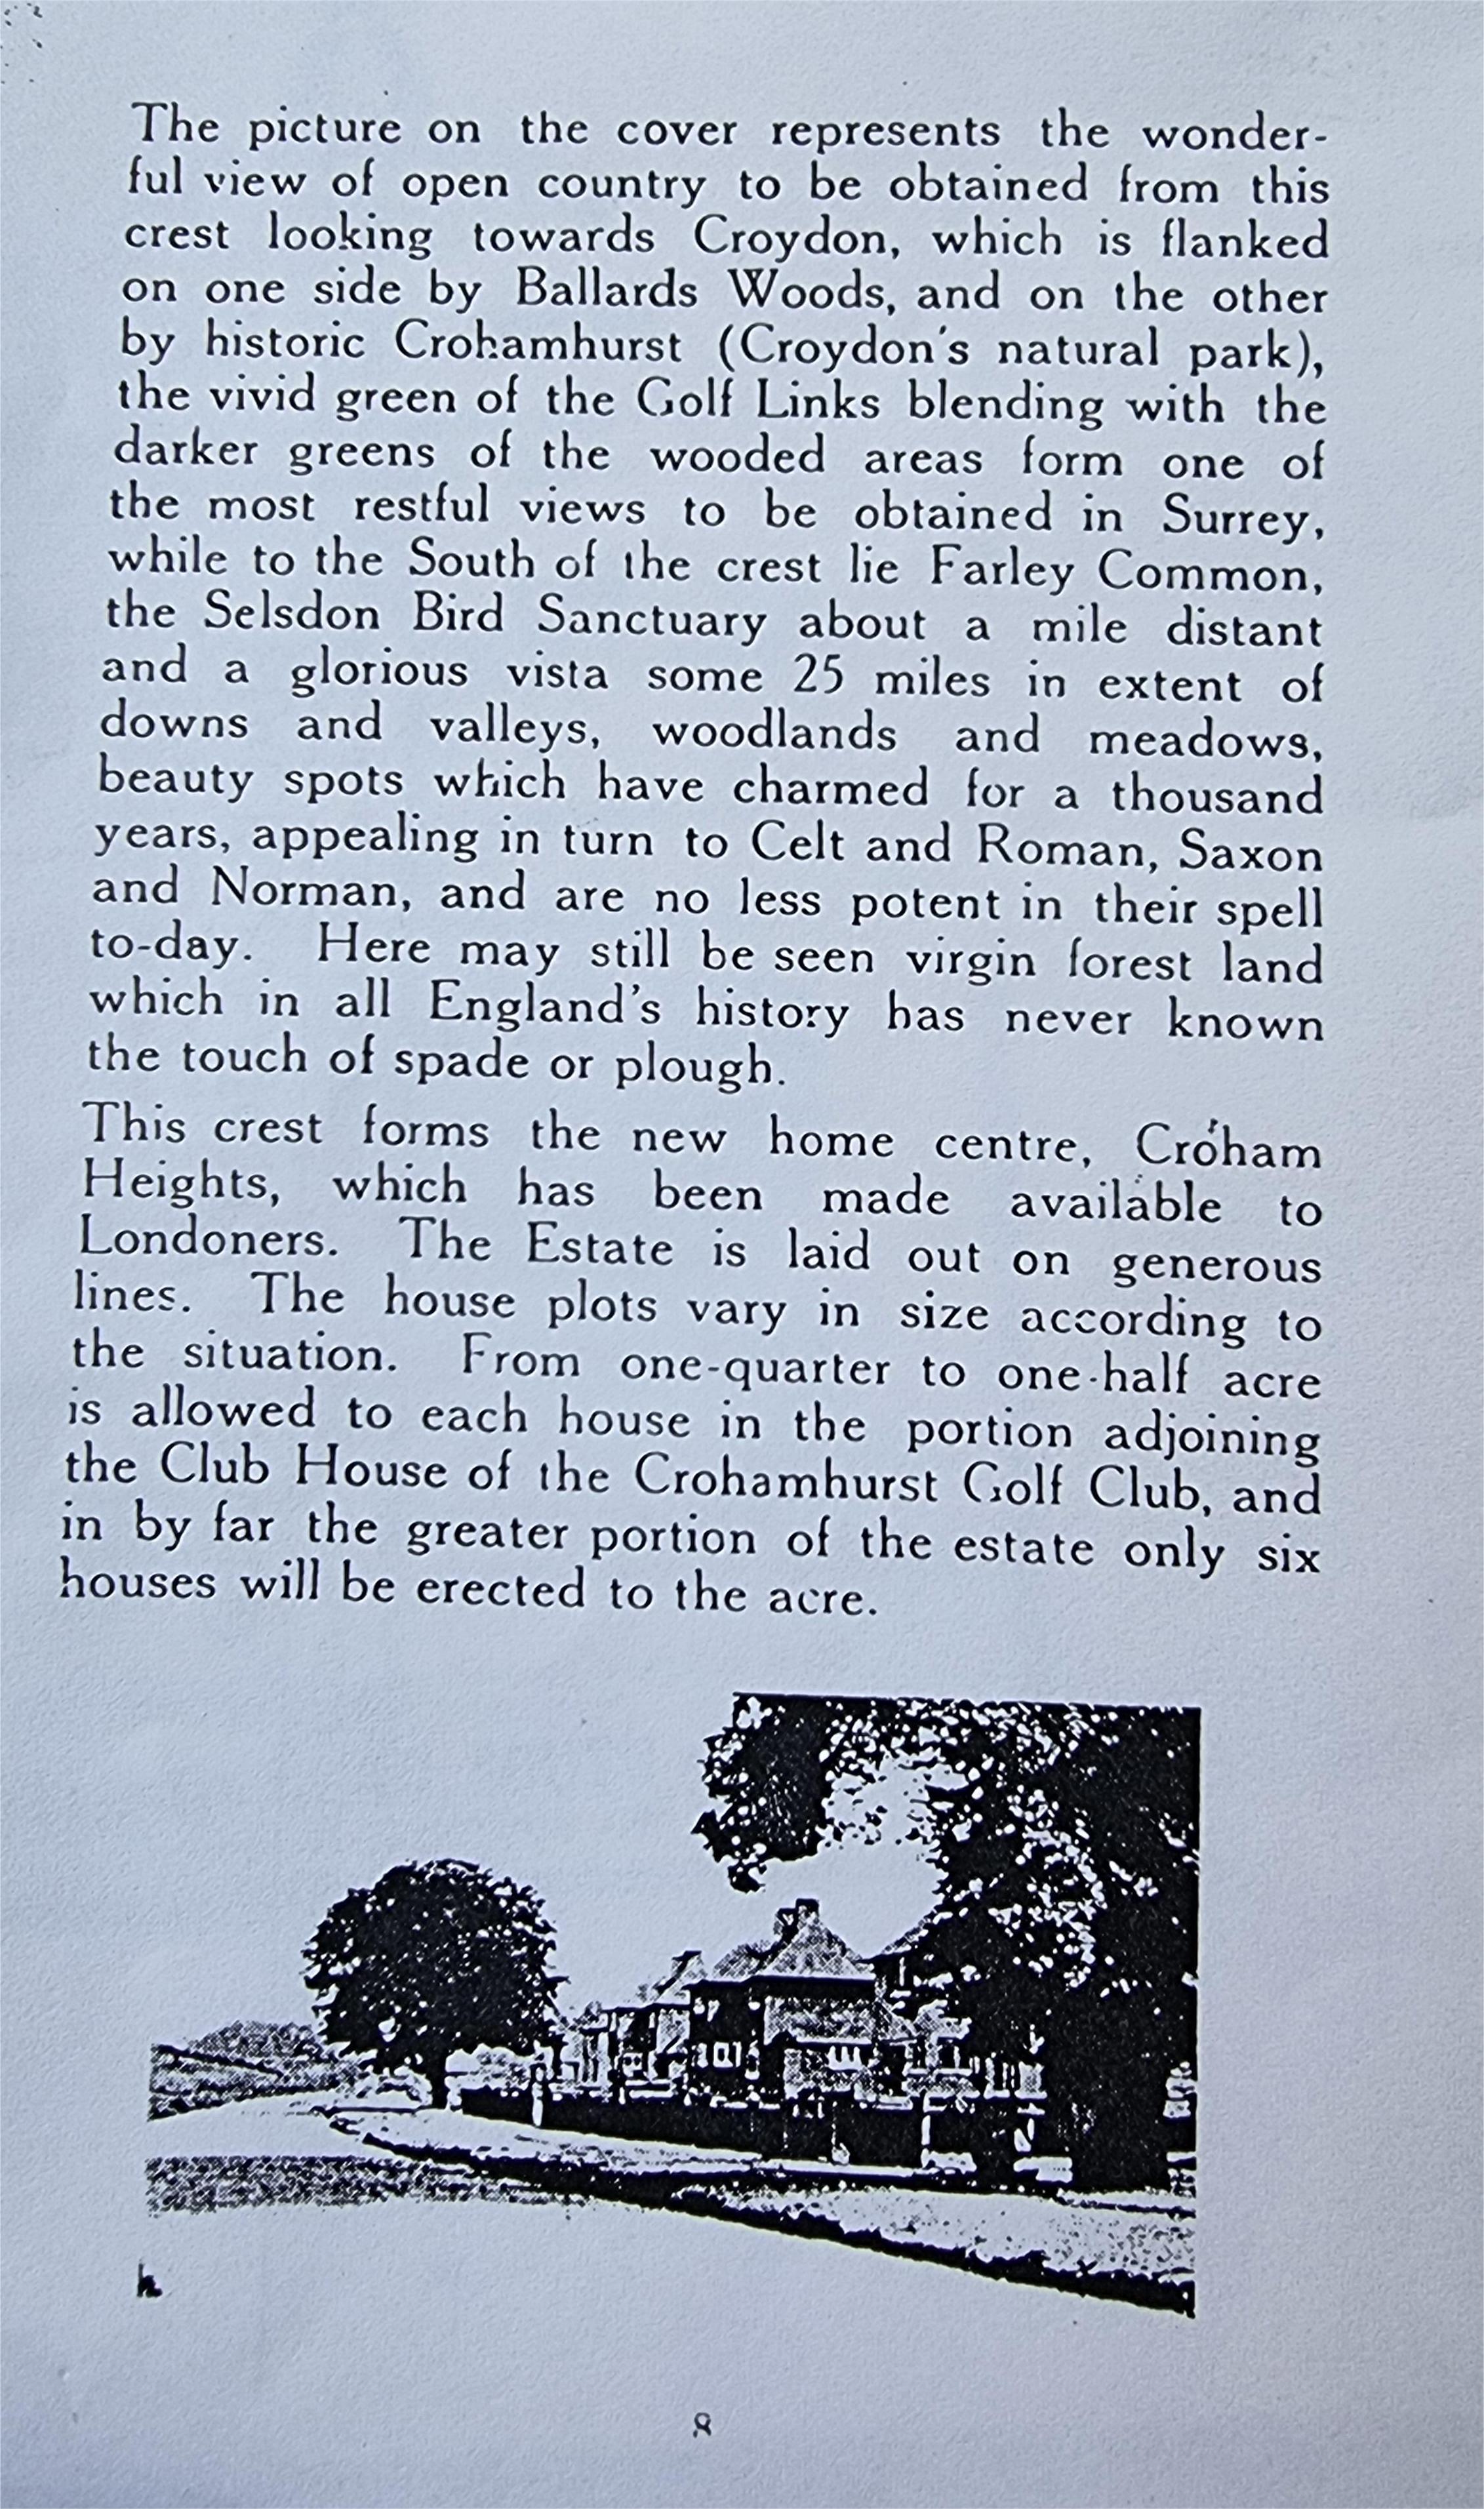 The picture on the cover represents the wonder-
ful view of open country to be obtained from this
crest looking towards Croydon, which is flanked
on one side by Ballards Woods, and on the other
by historic Crohamhurst (Croydon's natural park),
the vivid green of the Golf Links blending with the
darker greens of the wooded areas form one of
the most restful views to be obtained in Surrey,
while to the South of the crest lie Farley Common,
the Selsdon Bird Sanctuary about a mile distant
and a glorious vista some 25 miles in extent of
downs and valleys, woodlands and meadows,
beauty spots which have charmed for a thousand
years, appealing in turn to Celt and Roman, Saxon
and Norman, and are no less potent in their spell
to-day. Here may still be seen virgin forest land
which in all England's history has never known
the touch of spade or plough.
This crest forms the new home centre, Croham
Heights, which has been made available to
Londoners. The Estate is laid out on generous
lines. The house plots vary in size according to
the situation. From one-quarter to one-half acre
is allowed to each house in the portion adjoining
the Club House of the Crohamhurst Golf Club, and
in by far the greater portion of the estate only six
houses will be erected to the acre.
h
8